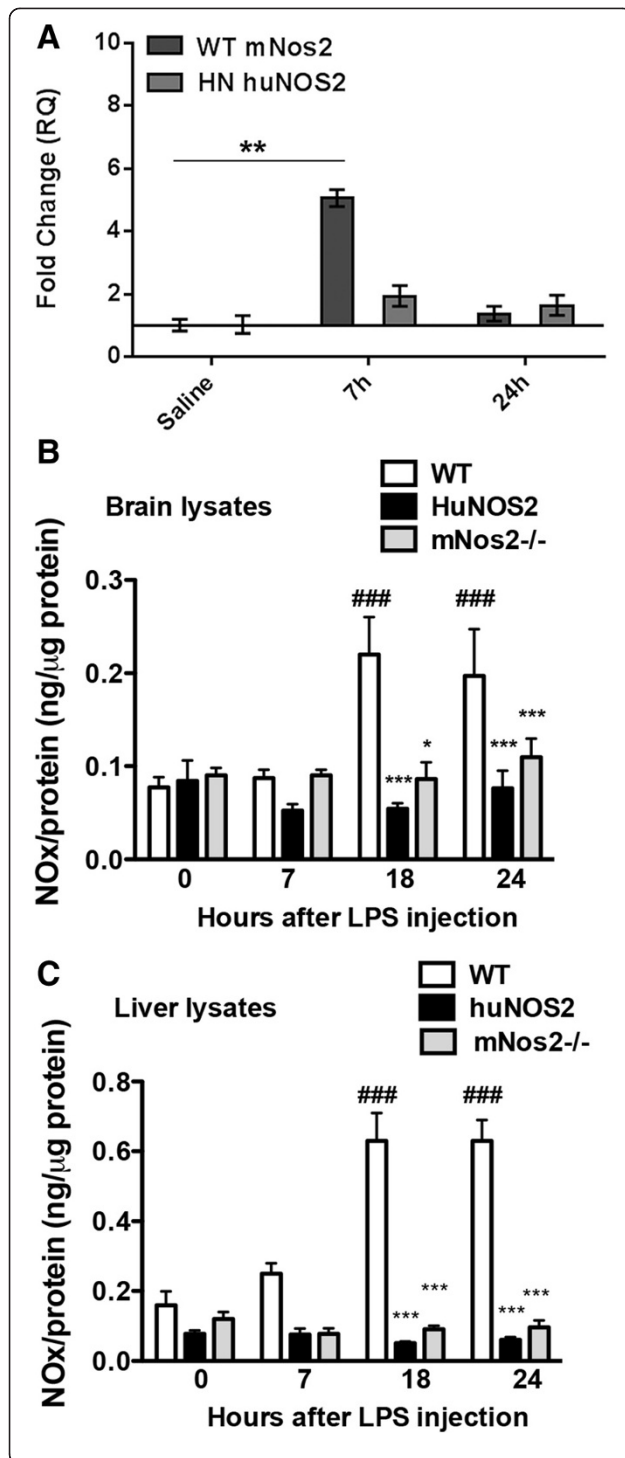 A
WT mNos2
HN huNOS2
Fold Change (RQ)
10
8
6
4
2
0
**
Saline
7h
24h
B
Brain lysates
WT
HuNOS2
mNos2-/-
NOx/protein (ng/μg protein)
0.3
0.2
0.1
0.0
###
###
***
*
***
***
0
7
18
24
Hours after LPS injection
C
Liver lysates
WT
huNOS2
mNos2-/-
NOx/protein (ng/μg protein)
0.8
0.6
0.4
0.2
0.0
###
###
***
***
***
***
0
7
18
24
Hours after LPS injection